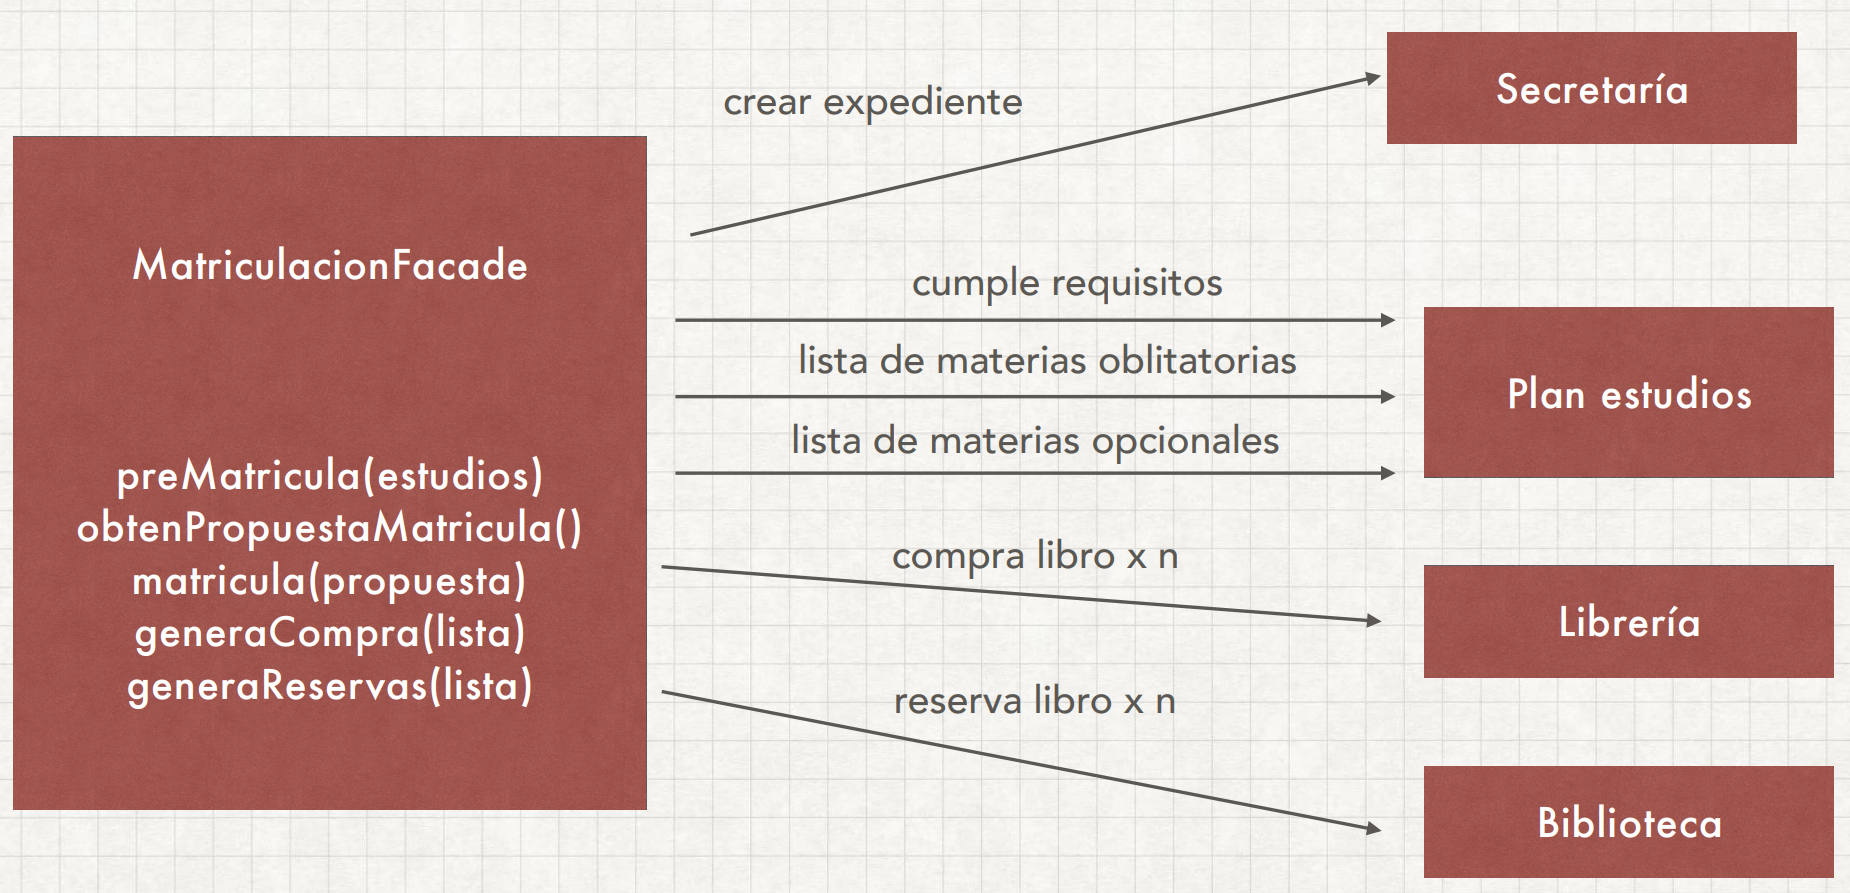 crear expediente
Secretaría
MatriculacionFacade
cumple requisitos
lista de materias oblitatorias
lista de materias opcionales
Plan estudios
preMatricula(estudios)
obtenPropuestaMatricula()
matricula(propuesta)
generaCompra(lista)
generaReservas(lista)
compra libro x n
Librería
reserva libro x n
Biblioteca